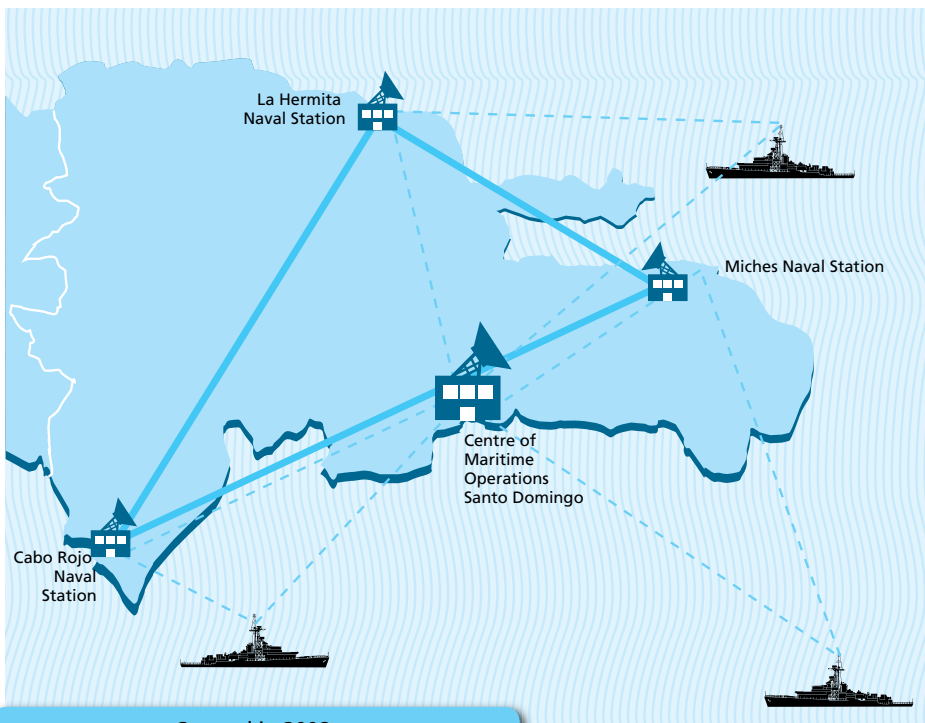 La Hermita
Naval Station
Miches Naval Station
Centre of
Maritime
Operations
Santo Domingo
Cabo Rojo
Naval
Station